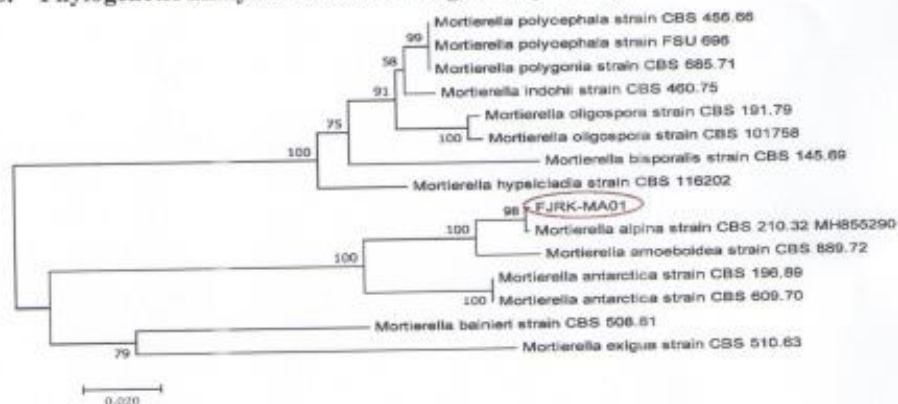 Mortierella polycephala strain CBS 456.66
99
Mortierella polycephala strain FSU 696
58
Mortierella polygonia strain CBS 685.71
91
Mortierella indohii strain CBS 460.75
Mortierella oligospora strain CBS 191.79
75
100
Mortierella oligospora strain CBS 101758
100
Mortierella bisporalis strain CBS 145.69
Mortierella hypsicladia strain CBS 116202
98
FJRK-MA01
100
Mortierella alpina strain CBS 210.32 MH855290
Mortierella amoeboidea strain CBS 889.72
100
Mortierella antarctica strain CBS 196.89
100
Mortierella antarctica strain CBS 609.70
Mortierella bainieri strain CBS 508.61
79
Mortierella exigua strain CBS 510.63
0.020